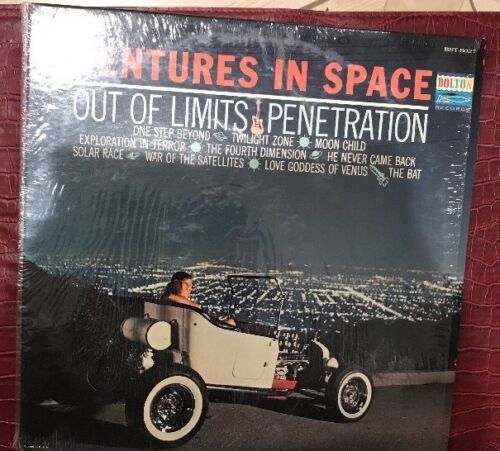 ENTURES IN SPACE
DOLTON
RECORDS
OUT OF LIMITS PENETRATION
ONE STEP BEYOND TWILIGHT ZONE MOON CHILD
EXPLORATION IN TERROR THE FOURTH DIMENSION HE NEVER CAME BACK
SOLAR RACE WAR OF THE SATELLITES LOVE GODDESS OF VENUS THE BAT